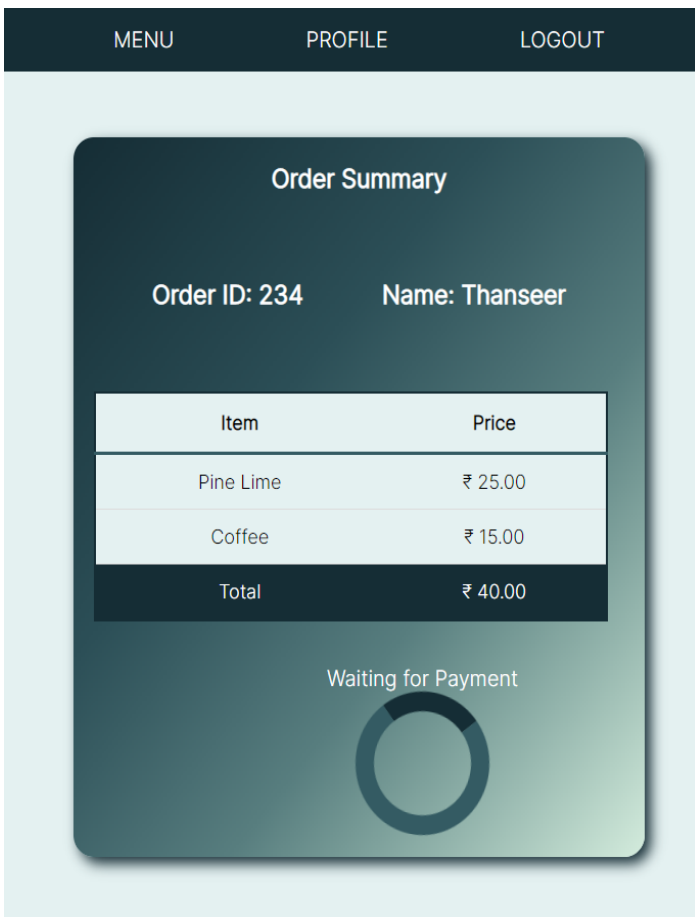 MENU PROFILE LOGOUT
Order Summary
Order ID: 234 Name: Thanseer
Item Price
Pine Lime ₹ 25.00
Coffee ₹ 15.00
Total ₹ 40.00
Waiting for Payment